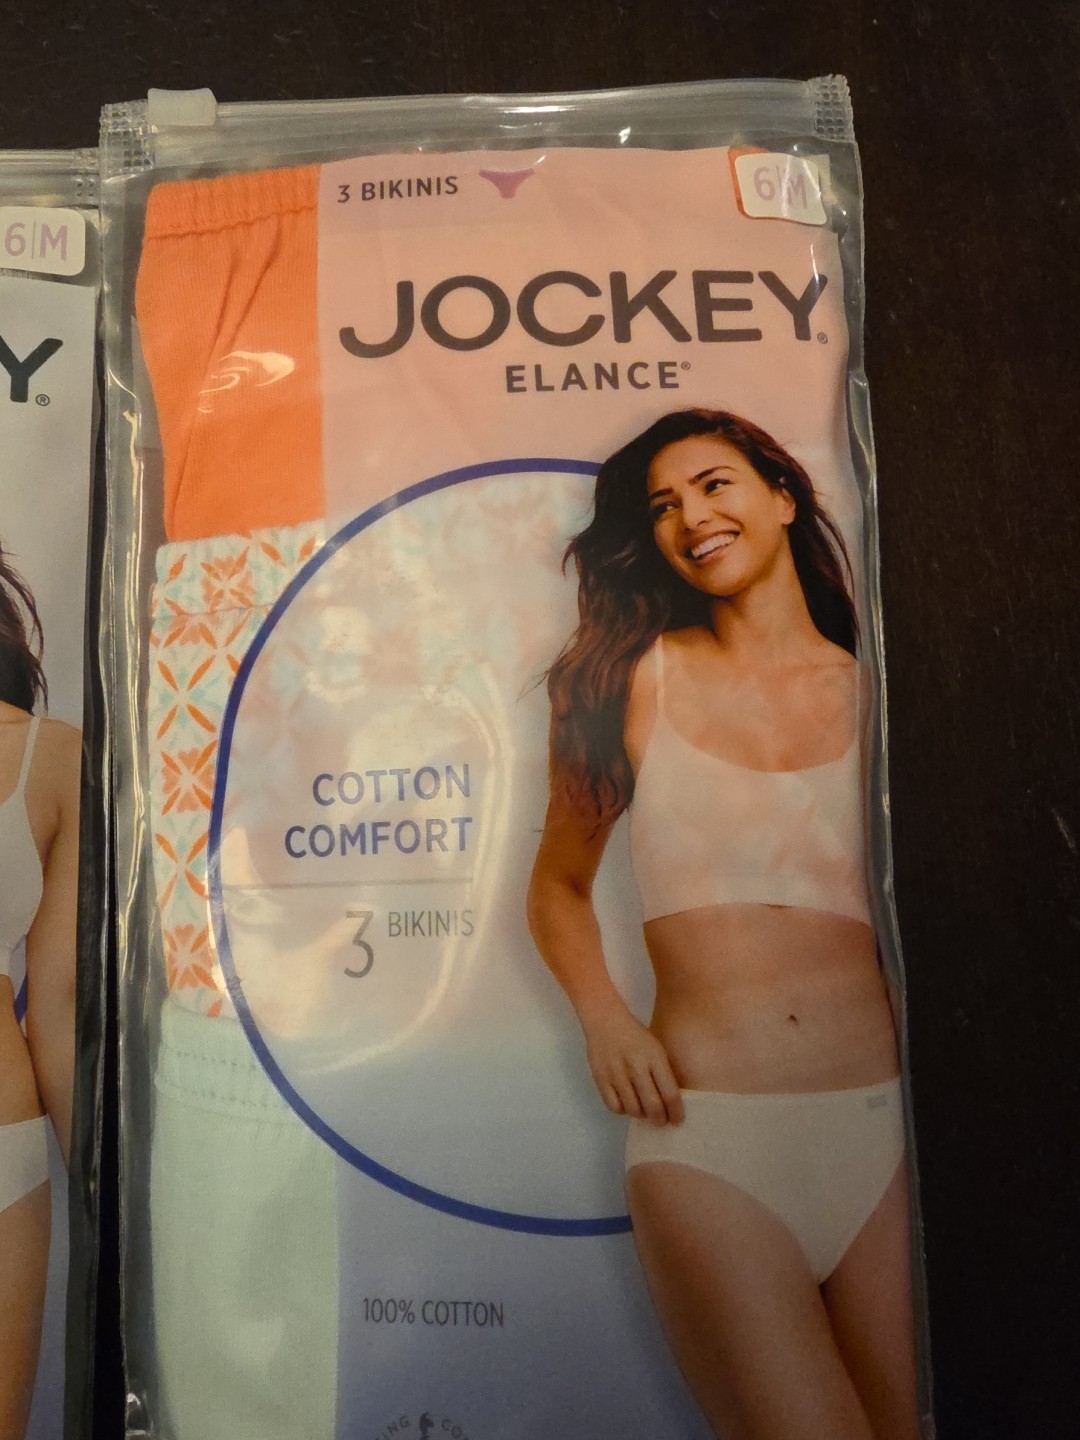 6|M
Y®
3 BIKINIS
6|M
JOCKEY®
ELANCE®
COTTON
COMFORT
3 BIKINIS
100% COTTON